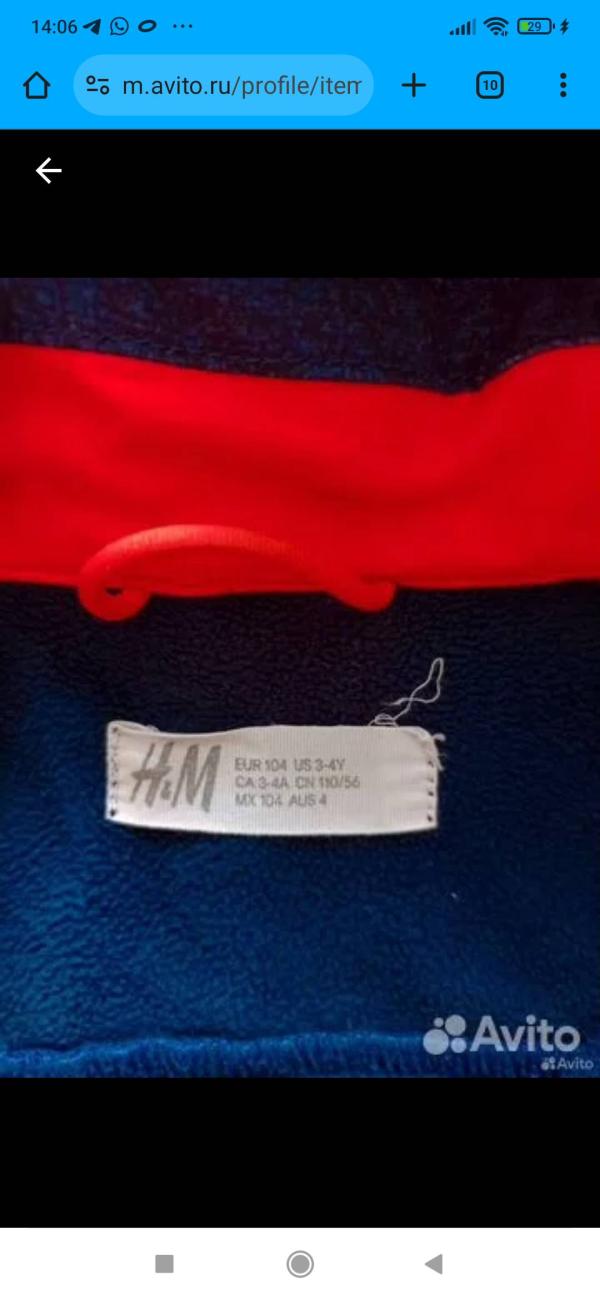 14:06
29
m.avito.ru/profile/item
10
H&M
EUR 104 US 3-4Y
CA 3-4A CN 110/56
MX 104 AUS 4
Avito
Avito